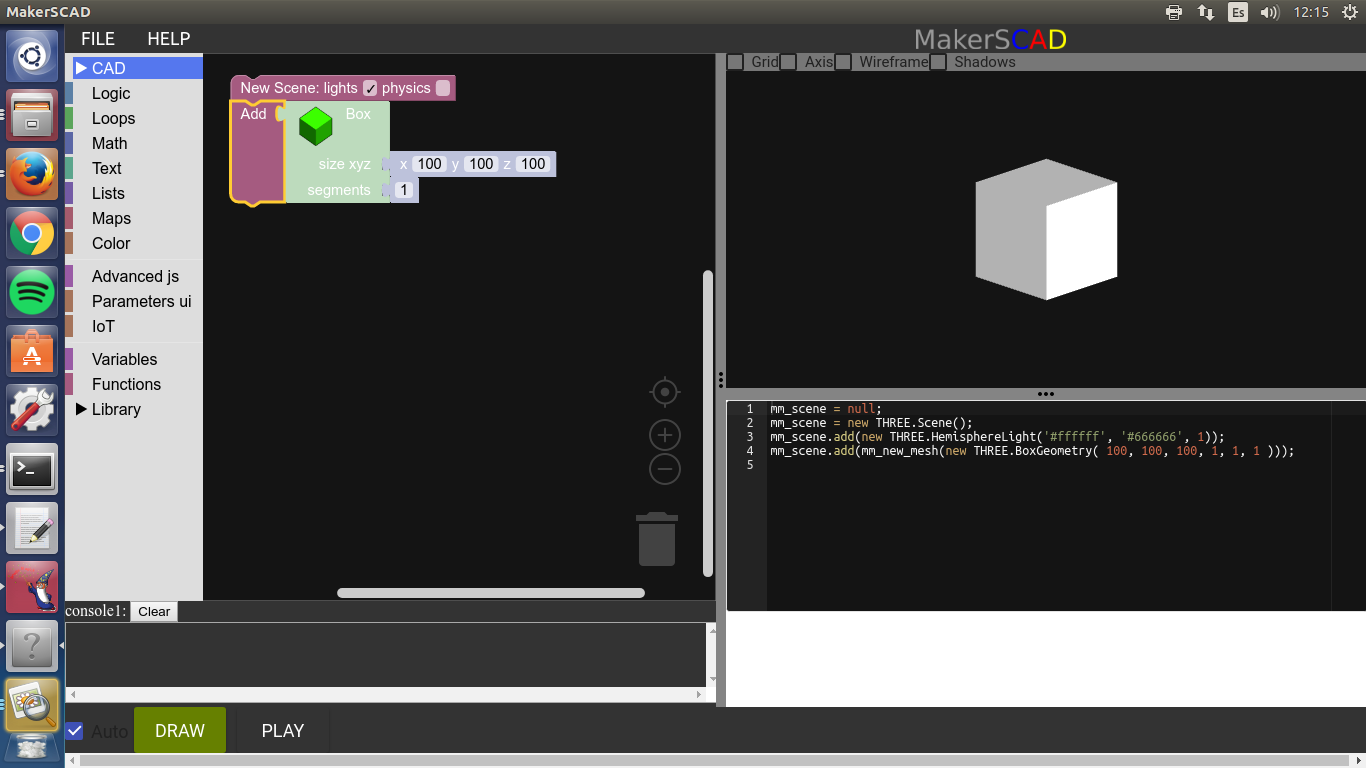 MakerSCAD
Es
12:15
FILE HELP
MakerSCAD
CAD
Logic
Loops
Math
Text
Lists
Maps
Color
Advanced js
Parameters ui
IoT
Variables
Functions
Library
New Scene: lights ✓ physics
Add Box
size xyz x 100 y 100 z 100
segments 1
Grid Axis Wireframe Shadows
1 mm_scene = null;
2 mm_scene = new THREE.Scene();
3 mm_scene.add(new THREE.HemisphereLight('#ffffff', '#666666', 1));
4 mm_scene.add(mm_new_mesh(new THREE.BoxGeometry( 100, 100, 100, 1, 1, 1 )));
5
console1: Clear
Auto DRAW PLAY